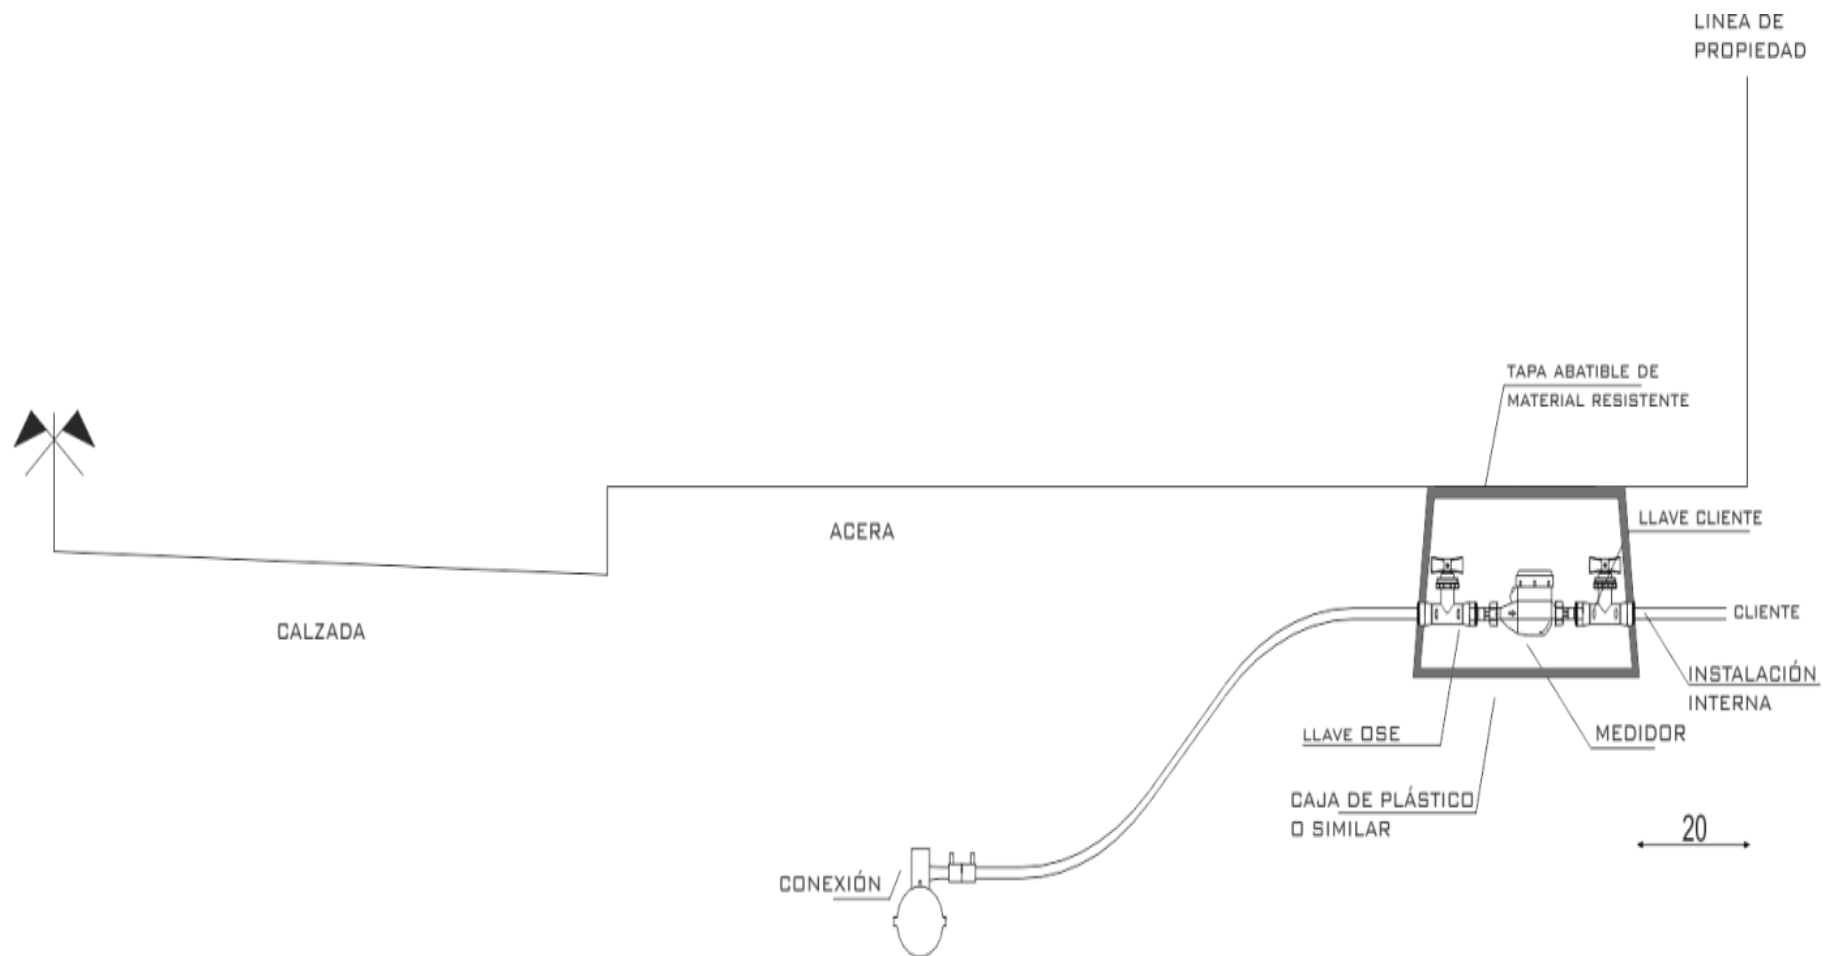 LINEA DE
PROPIEDAD
TAPA ABATIBLE DE
MATERIAL RESISTENTE
LLAVE CLIENTE
ACERA
CLIENTE
CALZADA
INSTALACIÓN
INTERNA
LLAVE OSE
MEDIDOR
CAJA DE PLÁSTICO
O SIMILAR
20
CONEXIÓN